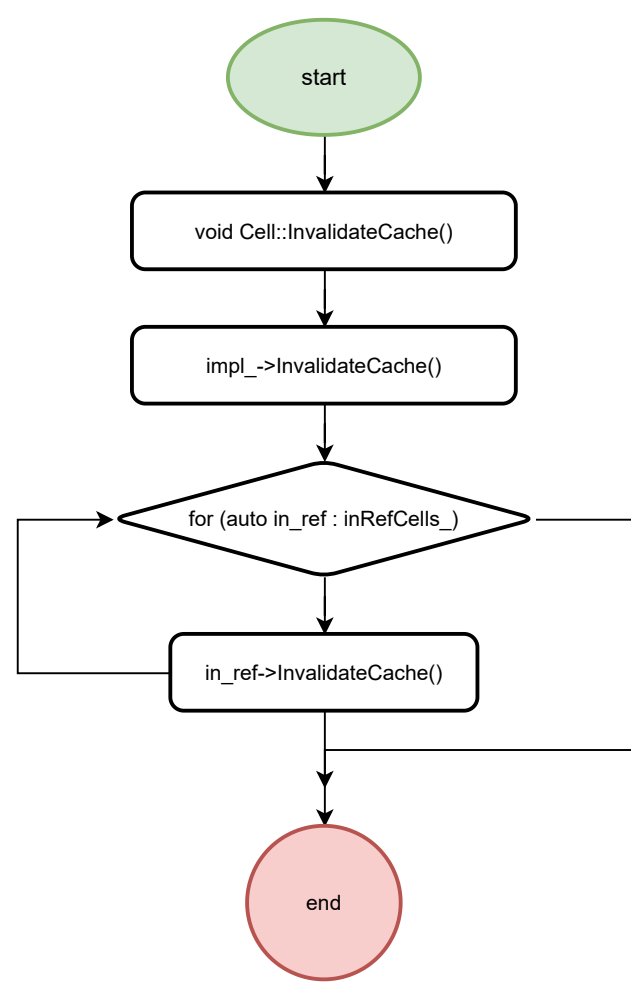 start
void Cell::InvalidateCache()
impl_->InvalidateCache()
for (auto in_ref : inRefCells_)
in_ref->InvalidateCache()
end